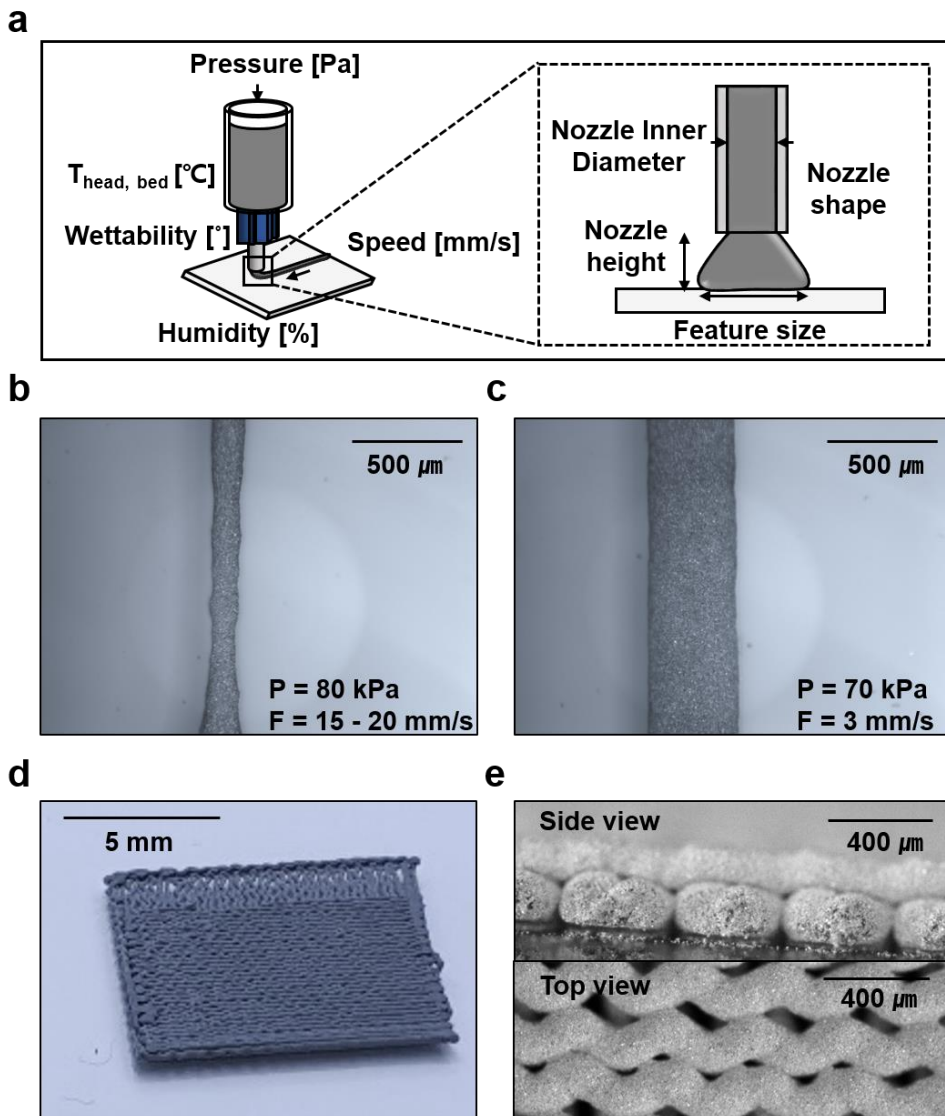 a
Pressure [Pa]
T head, bed [℃]
Wettability [°]
Speed [mm/s]
Humidity [%]
Nozzle Inner
Diameter
Nozzle
shape
Nozzle
height
Feature size
b
500 ㎛
P = 80 kPa
F = 15 - 20 mm/s
c
500 ㎛
P = 70 kPa
F = 3 mm/s
d
5 mm
e
Side view
400 ㎛
Top view
400 ㎛